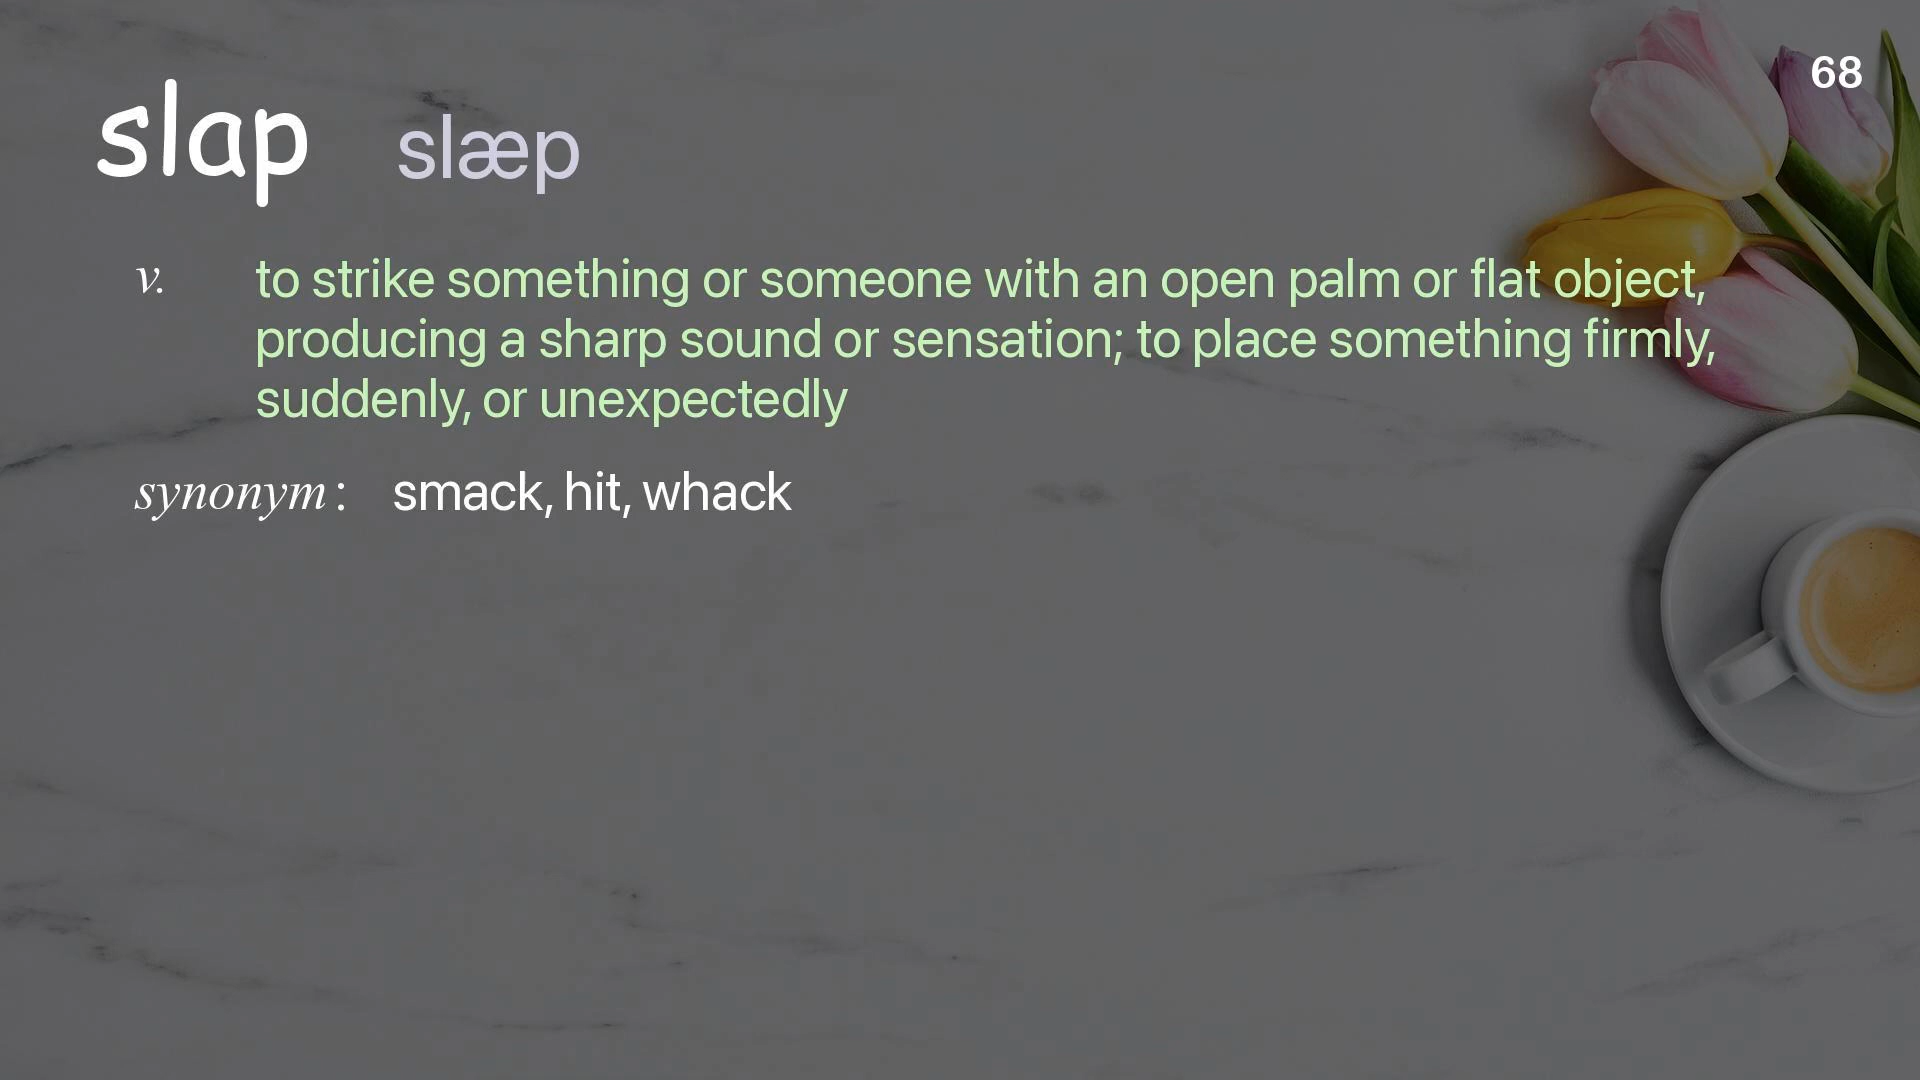 68
slap slæp
v. to strike something or someone with an open palm or flat object,
producing a sharp sound or sensation; to place something firmly,
suddenly, or unexpectedly
synonym : smack, hit, whack